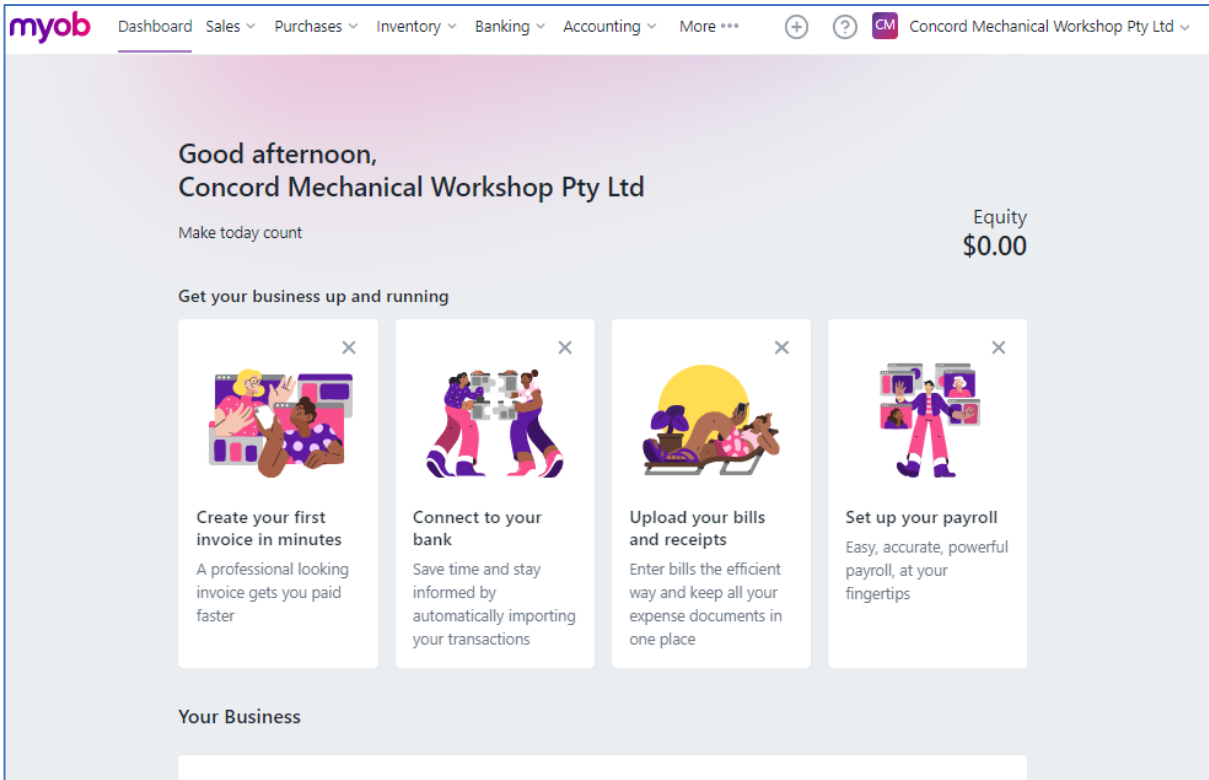 myob Dashboard Sales Purchases Inventory Banking Accounting More ••• + ? CM Concord Mechanical Workshop Pty Ltd
Good afternoon,
Concord Mechanical Workshop Pty Ltd
Make today count
Equity
$0.00
Get your business up and running
Create your first
invoice in minutes
A professional looking
invoice gets you paid
faster
Connect to your
bank
Save time and stay
informed by
automatically importing
your transactions
Upload your bills
and receipts
Enter bills the efficient
way and keep all your
expense documents in
one place
Set up your payroll
Easy, accurate, powerful
payroll, at your
fingertips
Your Business